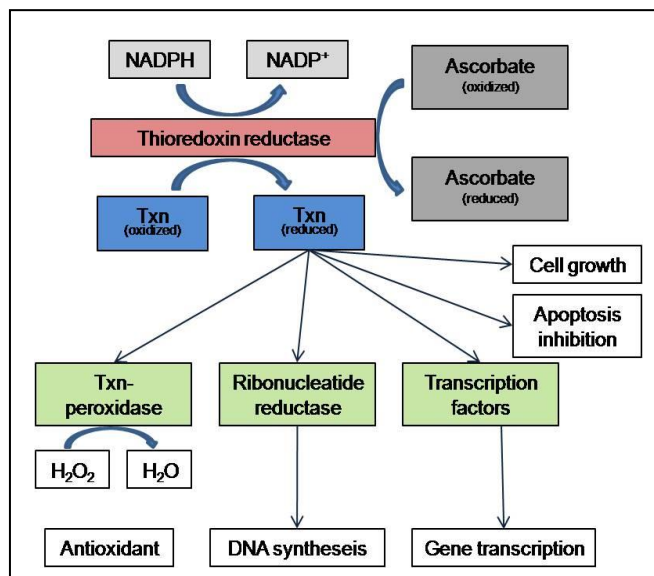 NADPH
NADP⁺
Ascorbate
(oxidized)
Thioredoxin reductase
Ascorbate
(reduced)
Txn
(oxidized)
Txn
(reduced)
Cell growth
Apoptosis
inhibition
Txn-
peroxidase
Ribonucleatide
reductase
Transcription
factors
H₂O₂
H₂O
Antioxidant
DNA syntheseis
Gene transcription